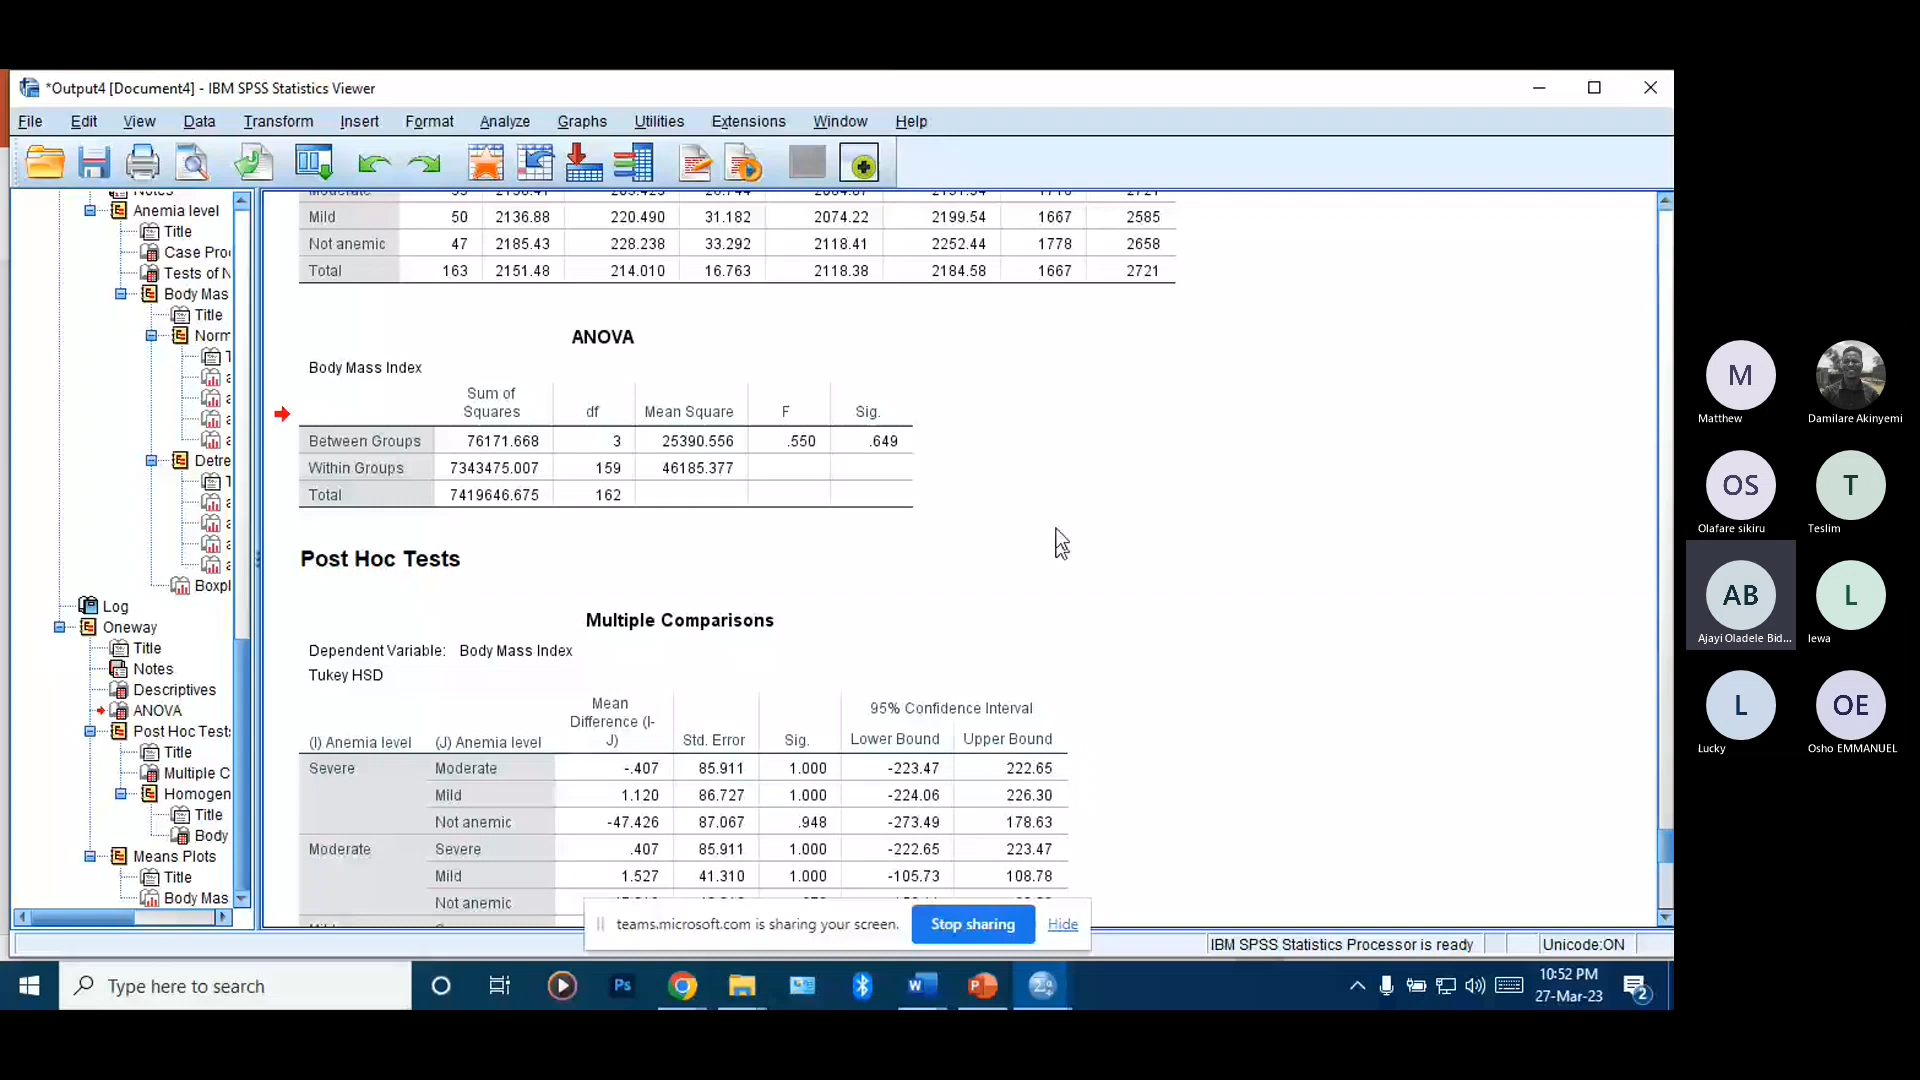 *Output4 [Document4] - IBM SPSS Statistics Viewer
File Edit View Data Transform Insert Format Analyze Graphs Utilities Extensions Window Help
Anemia level
Title
Case Pro
Tests of N
Body Mas
Title
Norm
Detre
Boxpl
Log
Oneway
Title
Notes
Descriptives
ANOVA
Post Hoc Test
Title
Multiple C
Homogen
Title
Body
Means Plots
Title
Body Mas
Mild 50 2136.88 220.490 31.182 2074.22 2199.54 1667 2585
Not anemic 47 2185.43 228.238 33.292 2118.41 2252.44 1778 2658
Total 163 2151.48 214.010 16.763 2118.38 2184.58 1667 2721
ANOVA
Body Mass Index
Sum of Squares df Mean Square F Sig.
Between Groups 76171.668 3 25390.556 .550 .649
Within Groups 7343475.007 159 46185.377
Total 7419646.675 162
Post Hoc Tests
Multiple Comparisons
Dependent Variable: Body Mass Index
Tukey HSD
Mean Difference (I-J) Std. Error Sig. 95% Confidence Interval
(I) Anemia level (J) Anemia level Lower Bound Upper Bound
Severe Moderate -.407 85.911 1.000 -223.47 222.65
Mild 1.120 86.727 1.000 -224.06 226.30
Not anemic -47.426 87.067 .948 -273.49 178.63
Moderate Severe .407 85.911 1.000 -222.65 223.47
Mild 1.527 41.310 1.000 -105.73 108.78
Not anemic
teams.microsoft.com is sharing your screen. Stop sharing Hide
IBM SPSS Statistics Processor is ready Unicode:ON
Type here to search
Ps
W
P
10:52 PM
27-Mar-23
2
M
Matthew
Damilare Akinyemi
OS
Olafare sikiru
T
Teslim
AB
Ajayi Oladele Bid...
L
lewa
L
Lucky
OE
Osho EMMANUEL